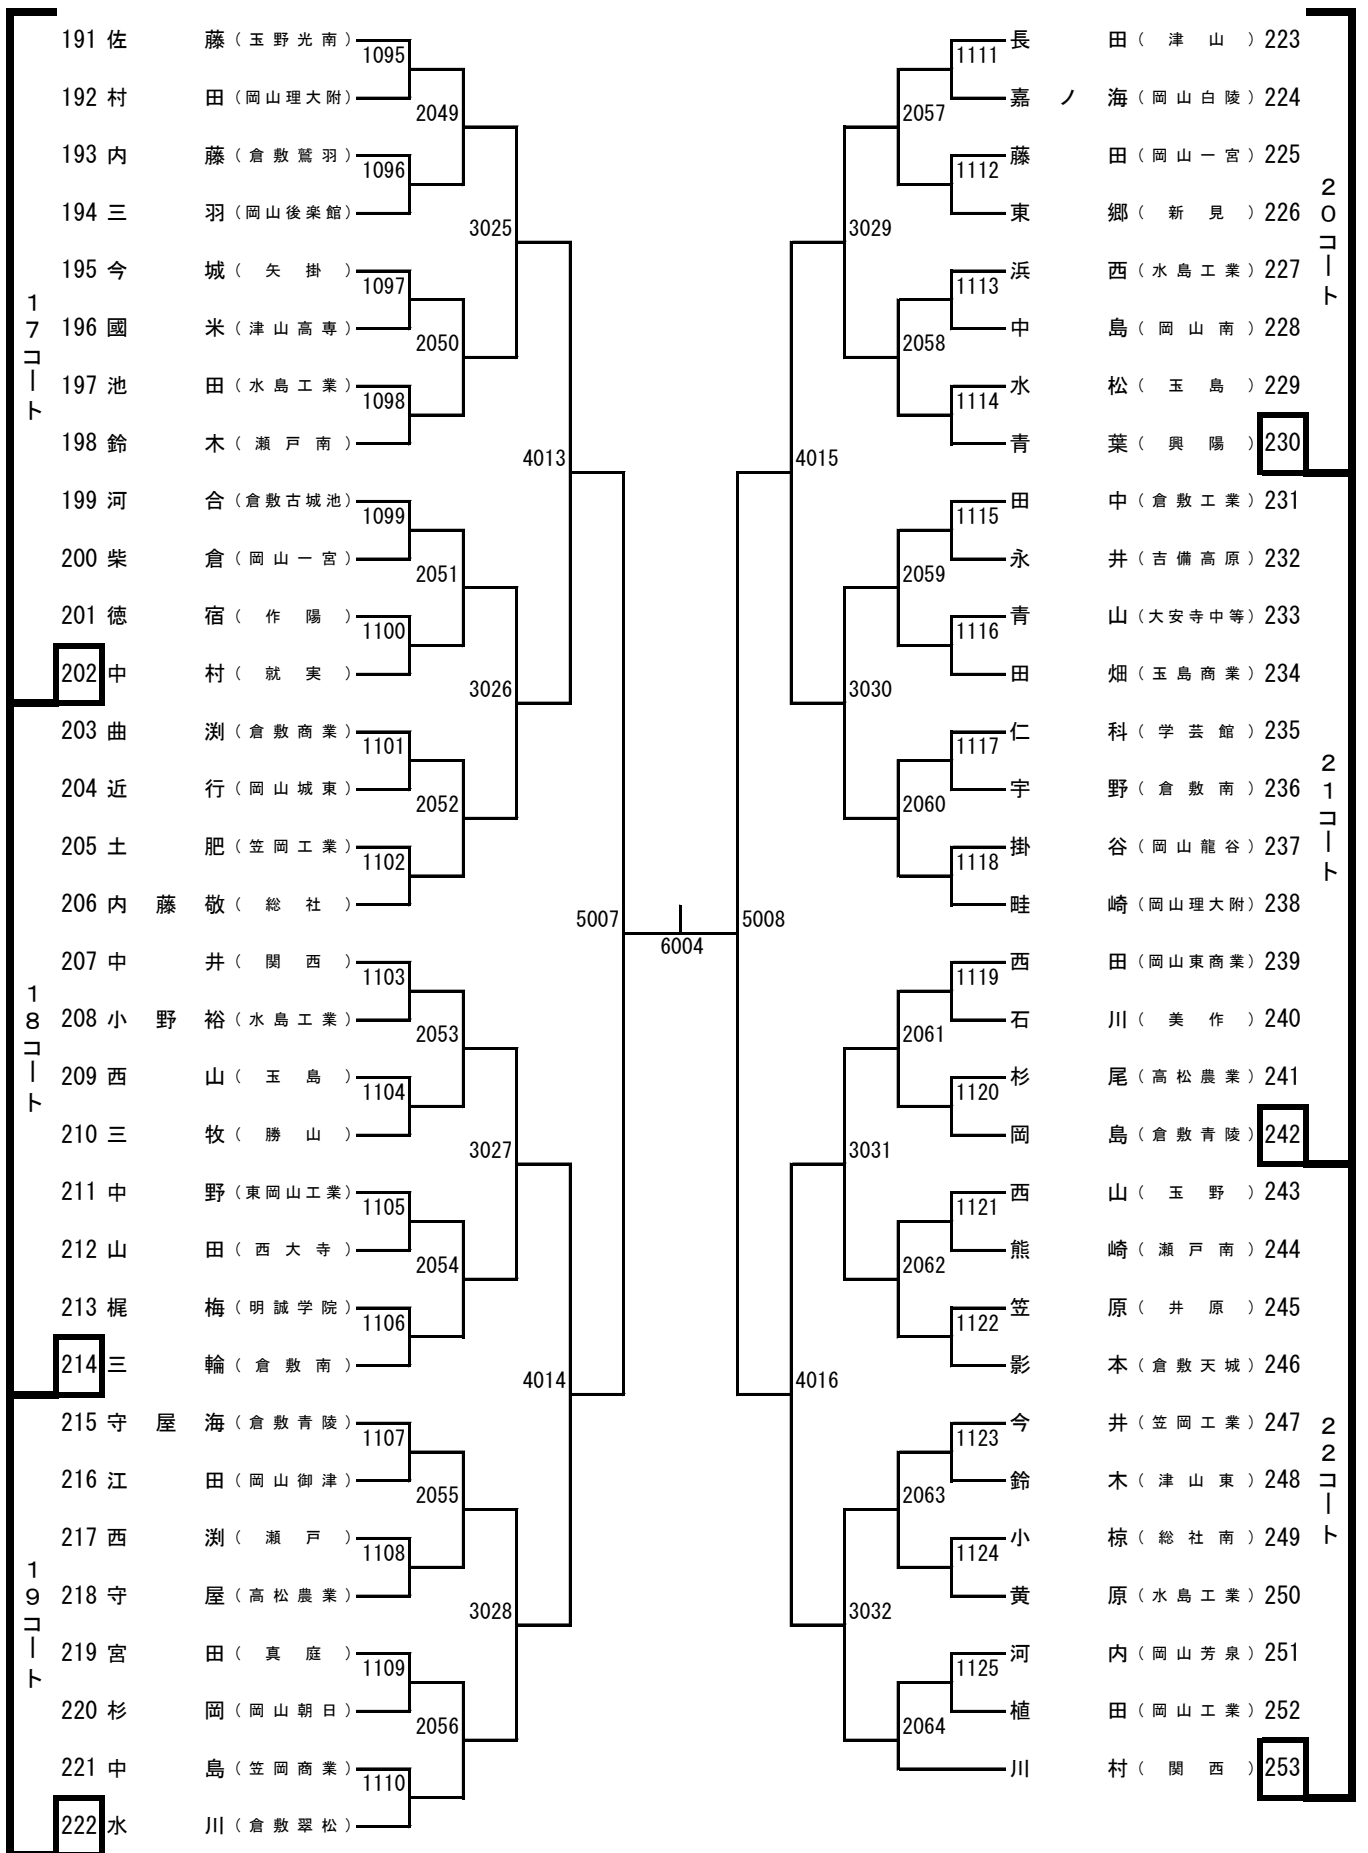 17コート
191 佐藤 (玉野光南)
1095
192 村田 (岡山理大附)
2049
193 内藤 (倉敷鷲羽)
1096
194 三羽 (岡山後楽館)
3025
195 今城 (矢掛)
1097
196 國米 (津山高専)
2050
197 池田 (水島工業)
1098
198 鈴木 (瀬戸南)
4013
199 河合 (倉敷古城池)
1099
200 柴倉 (岡山一宮)
2051
201 徳宿 (作陽)
1100
202 中村 (就実)
3026
18コート
203 曲渕 (倉敷商業)
1101
204 近行 (岡山城東)
2052
205 土肥 (笠岡工業)
1102
206 内藤敬 (総社)
5007
207 中井 (関西)
1103
208 小野裕 (水島工業)
2053
209 西山 (玉島)
1104
210 三牧 (勝山)
3027
211 中野 (東岡山工業)
1105
212 山田 (西大寺)
2054
213 梶梅 (明誠学院)
1106
214 三輪 (倉敷南)
4014
19コート
215 守屋海 (倉敷青陵)
1107
216 江田 (岡山御津)
2055
217 西渕 (瀬戸)
1108
218 守屋 (高松農業)
3028
219 宮田 (真庭)
1109
220 杉岡 (岡山朝日)
2056
221 中島 (笠岡商業)
1110
222 水川 (倉敷翠松)
6004
20コート
長田 (津山) 223
1111
嘉ノ海 (岡山白陵) 224
2057
藤田 (岡山一宮) 225
1112
東郷 (新見) 226
3029
浜西 (水島工業) 227
1113
中島 (岡山南) 228
2058
水松 (玉島) 229
1114
青葉 (興陽) 230
4015
21コート
田中 (倉敷工業) 231
1115
永井 (吉備高原) 232
2059
青山 (大安寺中等) 233
1116
田畑 (玉島商業) 234
3030
仁科 (学芸館) 235
1117
宇野 (倉敷南) 236
2060
掛谷 (岡山龍谷) 237
1118
畦崎 (岡山理大附) 238
5008
西田 (岡山東商業) 239
1119
石川 (美作) 240
2061
杉尾 (高松農業) 241
1120
岡島 (倉敷青陵) 242
3031
22コート
西山 (玉野) 243
1121
熊崎 (瀬戸南) 244
2062
笠原 (井原) 245
1122
影本 (倉敷天城) 246
4016
今井 (笠岡工業) 247
1123
鈴木 (津山東) 248
2063
小椋 (総社南) 249
1124
黄原 (水島工業) 250
3032
河内 (岡山芳泉) 251
1125
植田 (岡山工業) 252
2064
川村 (関西) 253